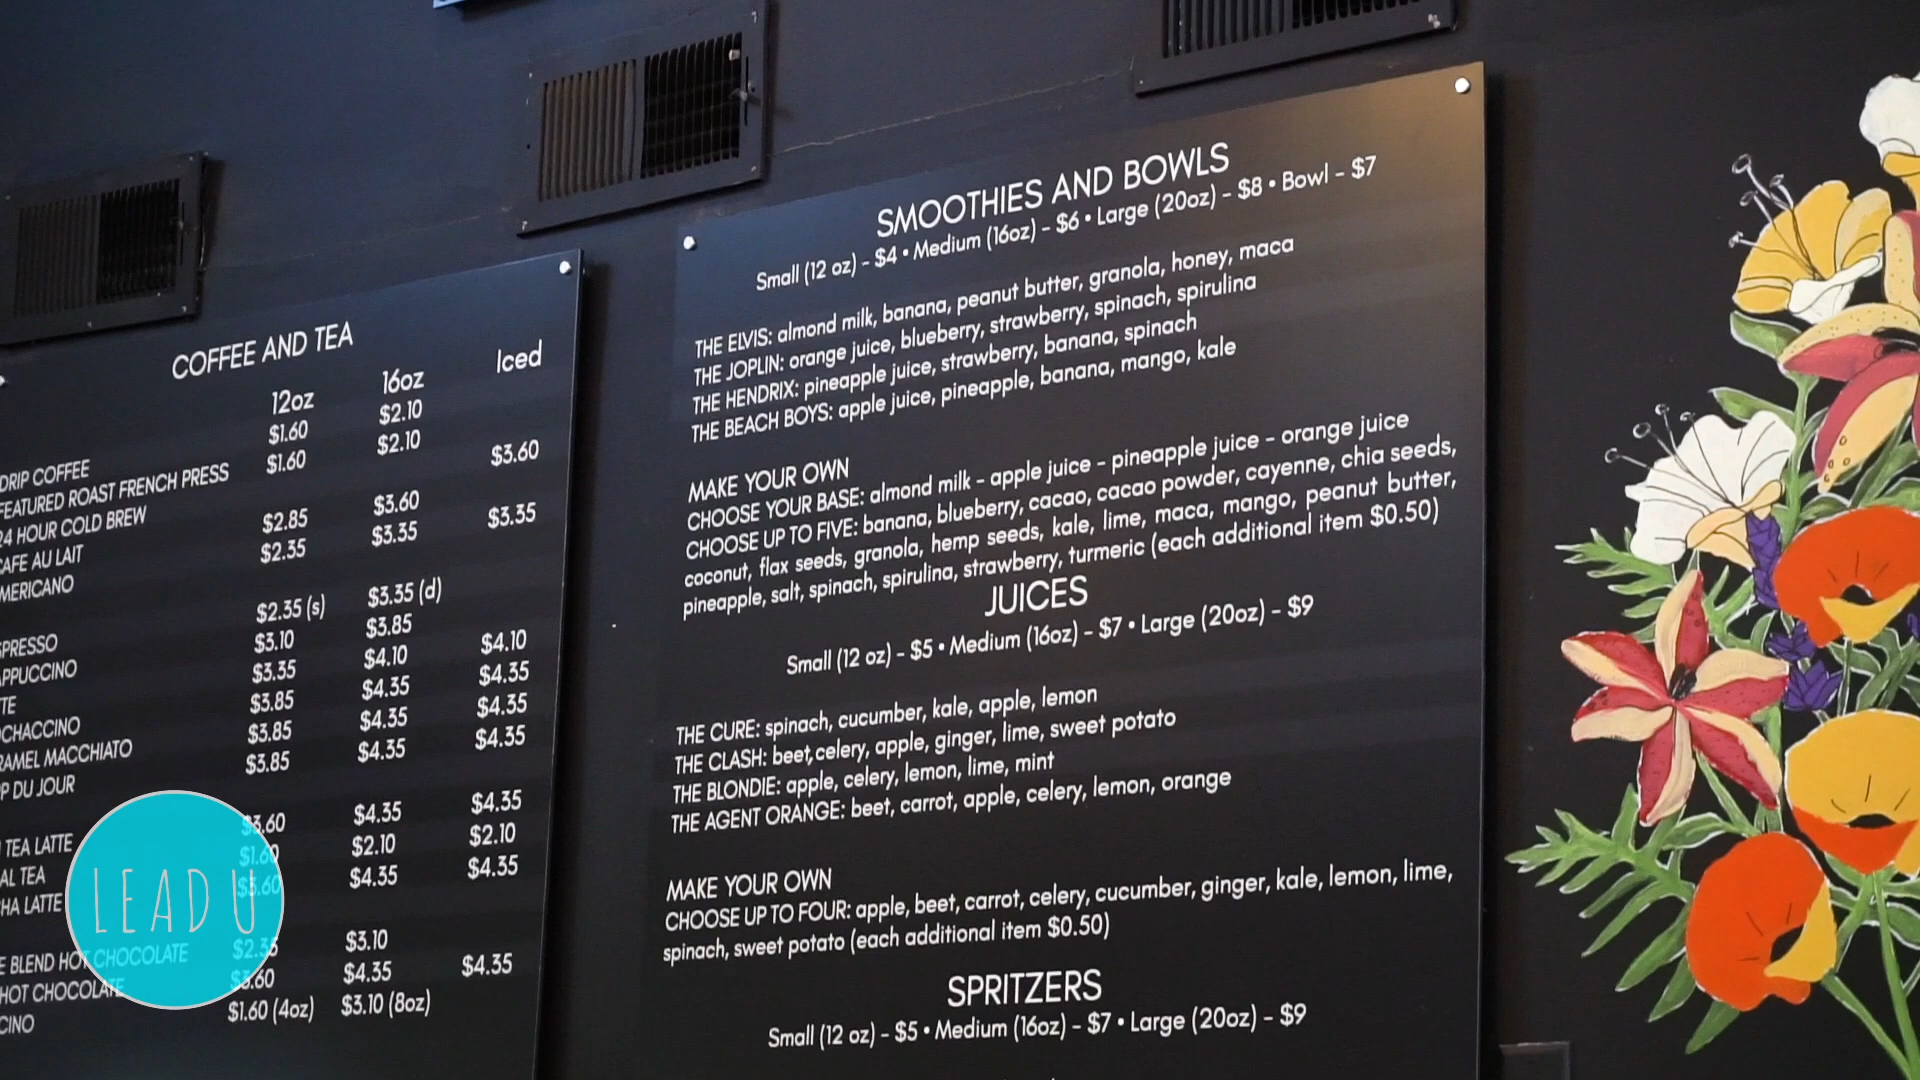 COFFEE AND TEA
12oz 16oz Iced
DRIP COFFEE $1.60 $2.10
FEATURED ROAST FRENCH PRESS $1.60 $2.10
24 HOUR COLD BREW $3.60
CAFE AU LAIT $2.85 $3.60
AMERICANO $2.35 $3.35 $3.35
$2.35 (s) $3.35 (d)
$3.10 $3.85
$3.35 $4.10 $4.10
$3.85 $4.35 $4.35
MACCHIATO $3.85 $4.35 $4.35
DU JOUR $3.85 $4.35 $4.35
TEA LATTE $3.60 $4.35 $4.35
TEA $1.60 $2.10 $2.10
LATTE $3.60 $4.35 $4.35
BLEND HOT CHOCOLATE $2.35 $3.10
HOT CHOCOLATE $3.60 $4.35 $4.35
$1.60 (4oz) $3.10 (8oz)
LEAD U
SMOOTHIES AND BOWLS
Small (12 oz) - $4 • Medium (16oz) - $6 • Large (20oz) - $8 • Bowl - $7
THE ELVIS: almond milk, banana, peanut butter, granola, honey, maca
THE JOPLIN: orange juice, blueberry, strawberry, spinach, spirulina
THE HENDRIX: pineapple juice, strawberry, banana, spinach
THE BEACH BOYS: apple juice, pineapple, banana, mango, kale
MAKE YOUR OWN
CHOOSE YOUR BASE: almond milk - apple juice - pineapple juice - orange juice
CHOOSE UP TO FIVE: banana, blueberry, cacao, cacao powder, cayenne, chia seeds,
coconut, flax seeds, granola, hemp seeds, kale, lime, maca, mango, peanut butter,
pineapple, salt, spinach, spirulina, strawberry, turmeric (each additional item $0.50)
JUICES
Small (12 oz) - $5 • Medium (16oz) - $7 • Large (20oz) - $9
THE CURE: spinach, cucumber, kale, apple, lemon
THE CLASH: beet,celery, apple, ginger, lime, sweet potato
THE BLONDIE: apple, celery, lemon, lime, mint
THE AGENT ORANGE: beet, carrot, apple, celery, lemon, orange
MAKE YOUR OWN
CHOOSE UP TO FOUR: apple, beet, carrot, celery, cucumber, ginger, kale, lemon, lime,
spinach, sweet potato (each additional item $0.50)
SPRITZERS
Small (12 oz) - $5 • Medium (16oz) - $7 • Large (20oz) - $9